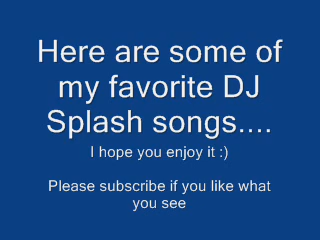 Here are some of
my favorite DJ
Splash songs....
I hope you enjoy it :)
Please subscribe if you like what
you see